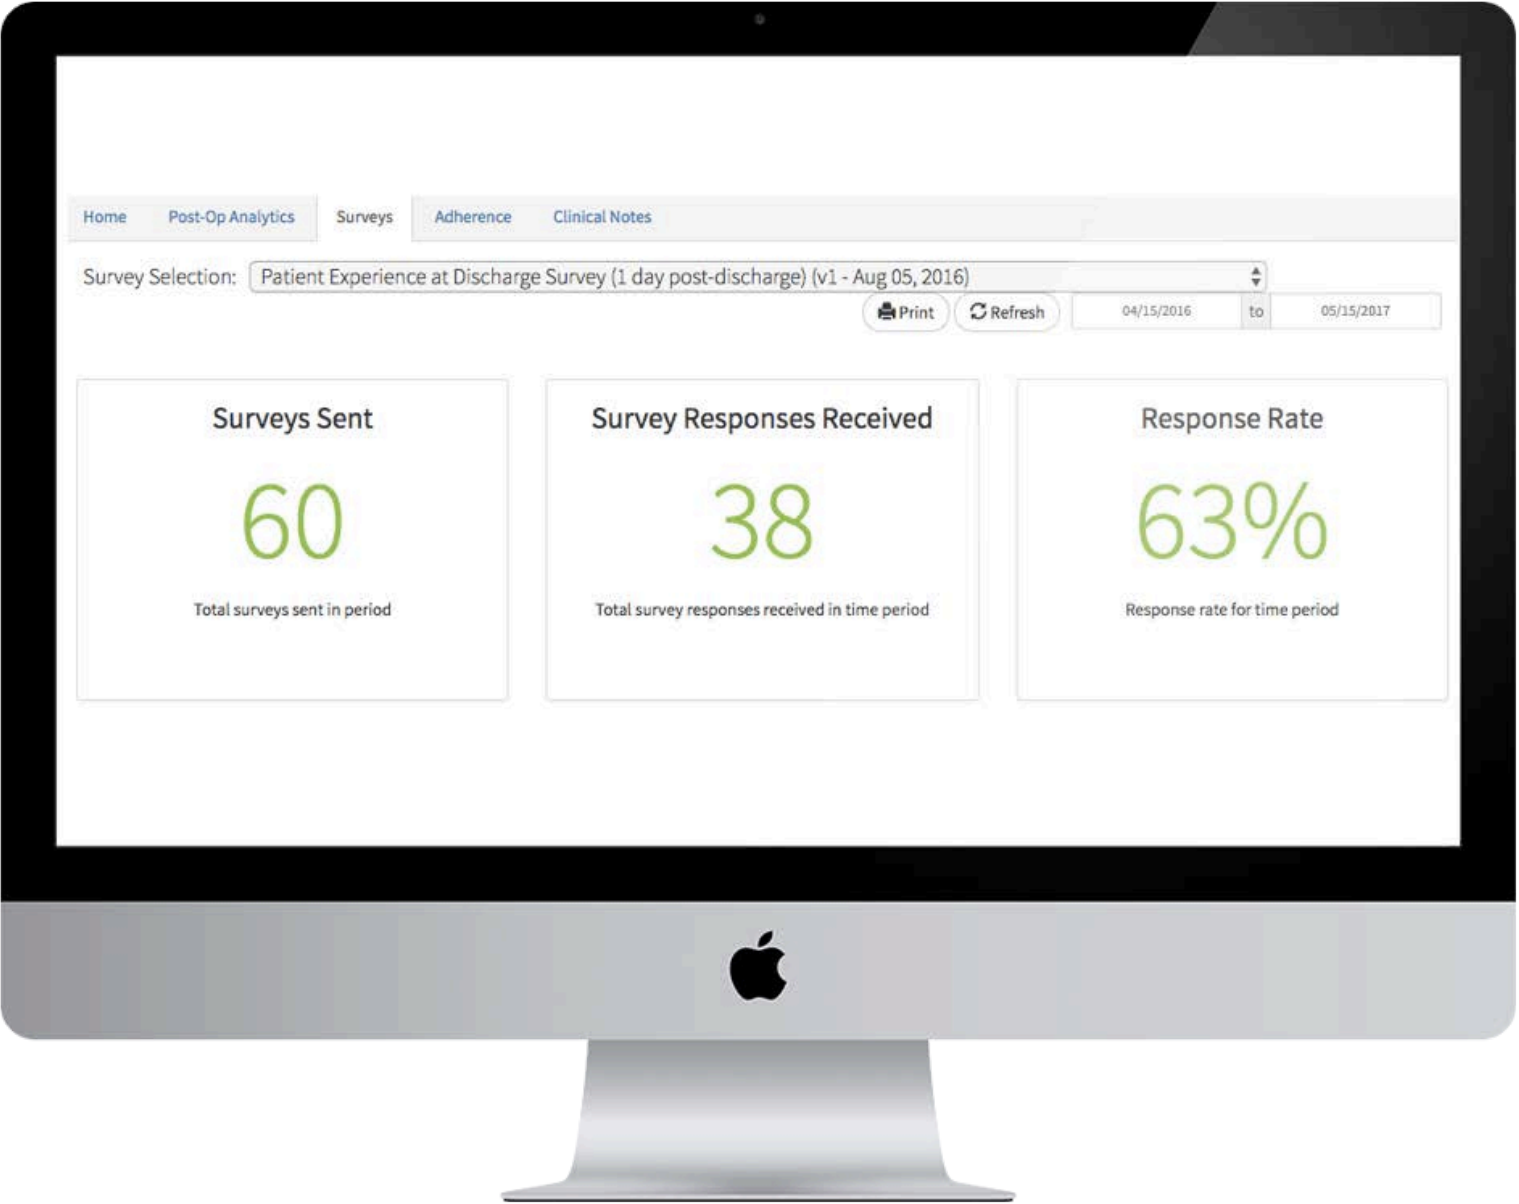 Home Post-Op Analytics Surveys Adherence Clinical Notes
Survey Selection: Patient Experience at Discharge Survey (1 day post-discharge) (v1 - Aug 05, 2016)
Print Refresh 04/15/2016 to 05/15/2017
Surveys Sent
60
Total surveys sent in period
Survey Responses Received
38
Total survey responses received in time period
Response Rate
63%
Response rate for time period